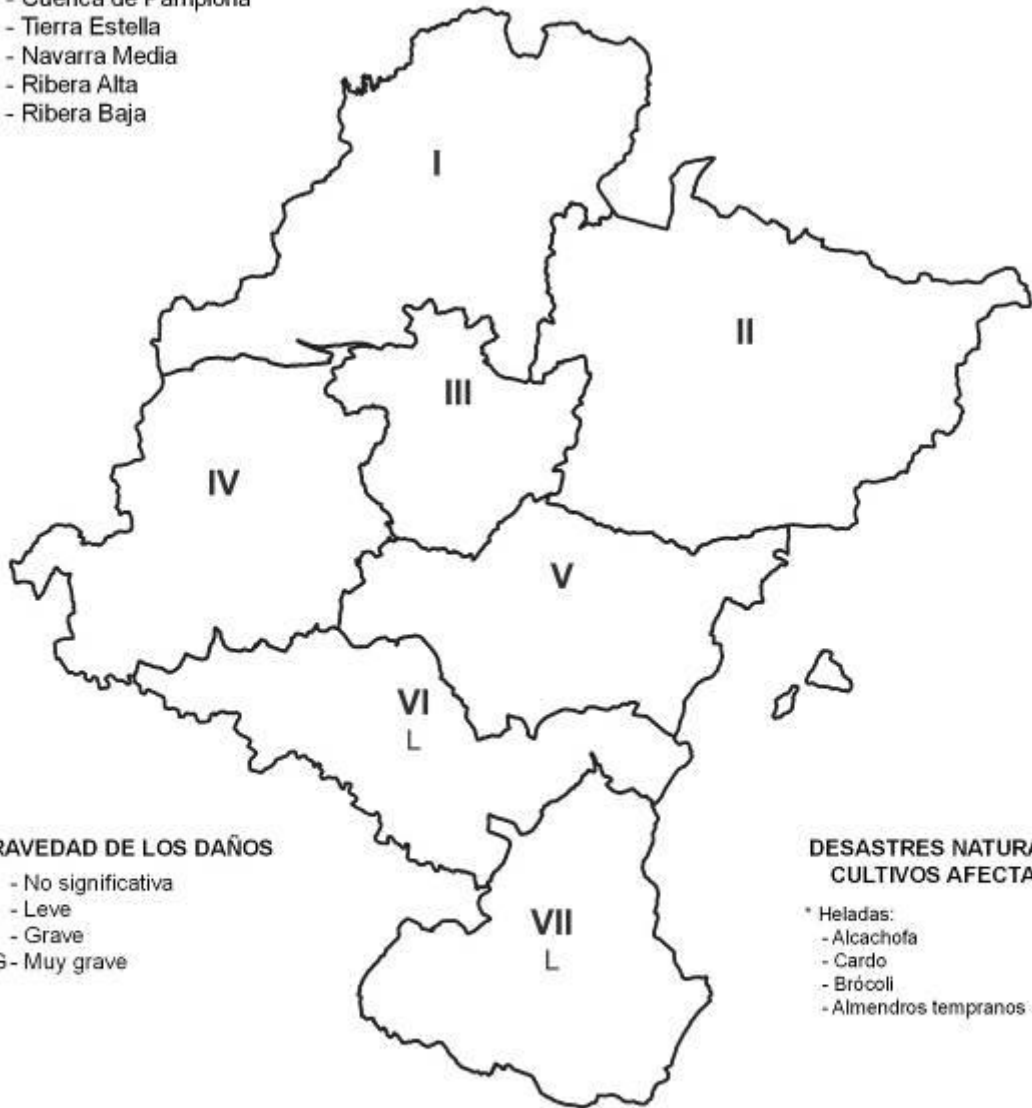 - Cuenca de Pamplona
- Tierra Estella
- Navarra Media
- Ribera Alta
- Ribera Baja
I
II
III
IV
V
VI
L
VII
L
RAVEDAD DE LOS DAÑOS
- No significativa
- Leve
- Grave
G - Muy grave
DESASTRES NATURA
CULTIVOS AFECTA
* Heladas:
- Alcachofa
- Cardo
- Brócoli
- Almendros tempranos